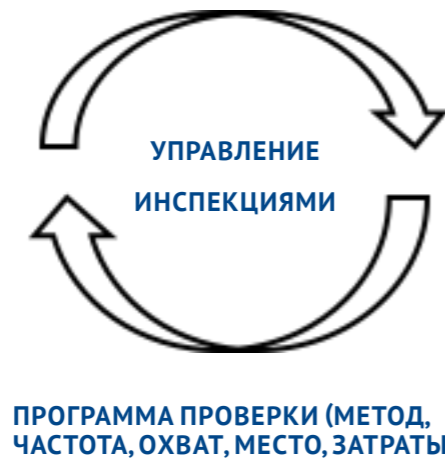 УПРАВЛЕНИЕ
ИНСПЕКЦИЯМИ
ПРОГРАММА ПРОВЕРКИ (МЕТОД,
ЧАСТОТА, ОХВАТ, МЕСТО, ЗАТРАТЫ